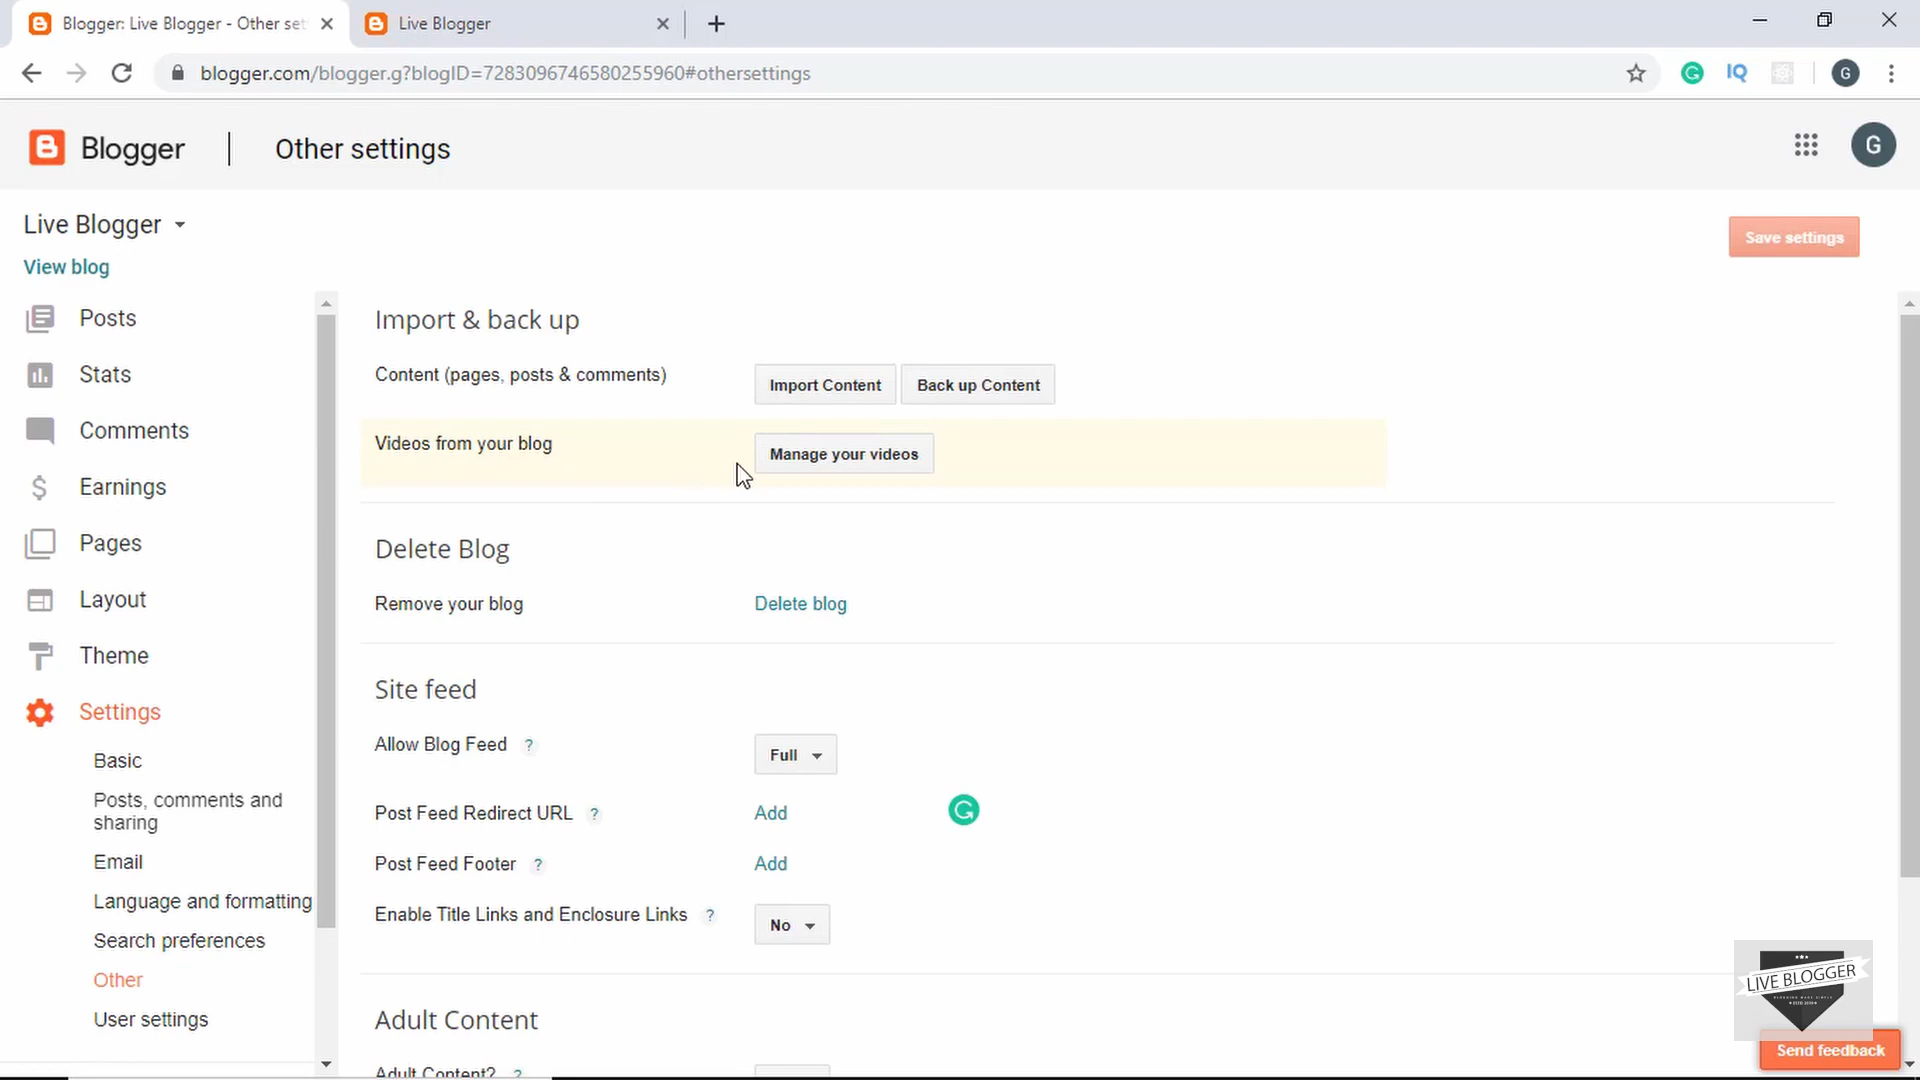 Blogger: Live Blogger - Other set
Live Blogger
blogger.com/blogger.g?blogID=7283096746580255960#othersettings
IQ
G
Blogger
Other settings
G
Live Blogger
View blog
Save settings
Posts
Stats
Comments
Earnings
Pages
Layout
Theme
Settings
Basic
Posts, comments and
sharing
Email
Language and formatting
Search preferences
Other
User settings
Import & back up
Content (pages, posts & comments)
Import Content
Back up Content
Videos from your blog
Manage your videos
Delete Blog
Remove your blog
Delete blog
Site feed
Allow Blog Feed ?
Full
Post Feed Redirect URL ?
Add
Post Feed Footer ?
Add
Enable Title Links and Enclosure Links ?
No
Adult Content
Adult Content? ?
LIVE BLOGGER
Send feedback